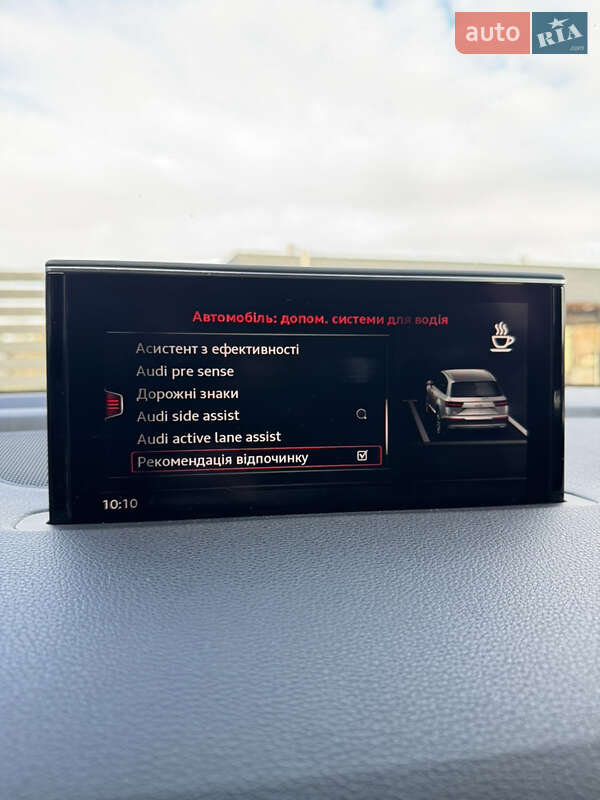 auto RIA
.com
Автомобіль: допом. системи для водія
Асистент з ефективності
Audi pre sense
Дорожні знаки
Audi side assist
Audi active lane assist
Рекомендація відпочинку
10:10